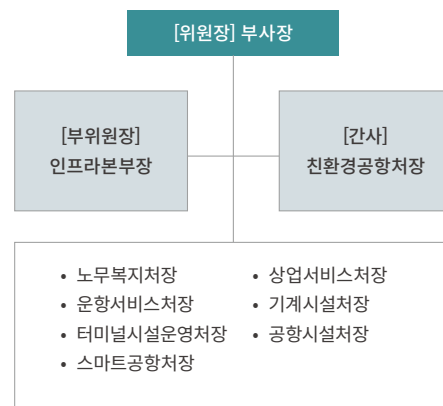 [위원장] 부사장
[부위원장]
인프라본부장
[간사]
친환경공항처장
• 노무복지처장
• 운항서비스처장
• 터미널시설운영처장
• 스마트공항처장
• 상업서비스처장
• 기계시설처장
• 공항시설처장